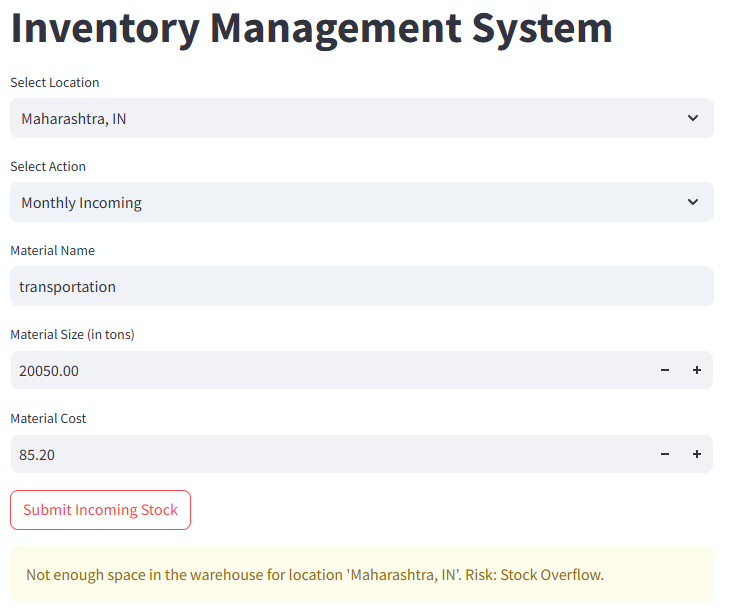 Inventory Management System
Select Location
Maharashtra, IN
Select Action
Monthly Incoming
Material Name
transportation
Material Size (in tons)
20050.00
Material Cost
85.20
Submit Incoming Stock
Not enough space in the warehouse for location 'Maharashtra, IN'. Risk: Stock Overflow.